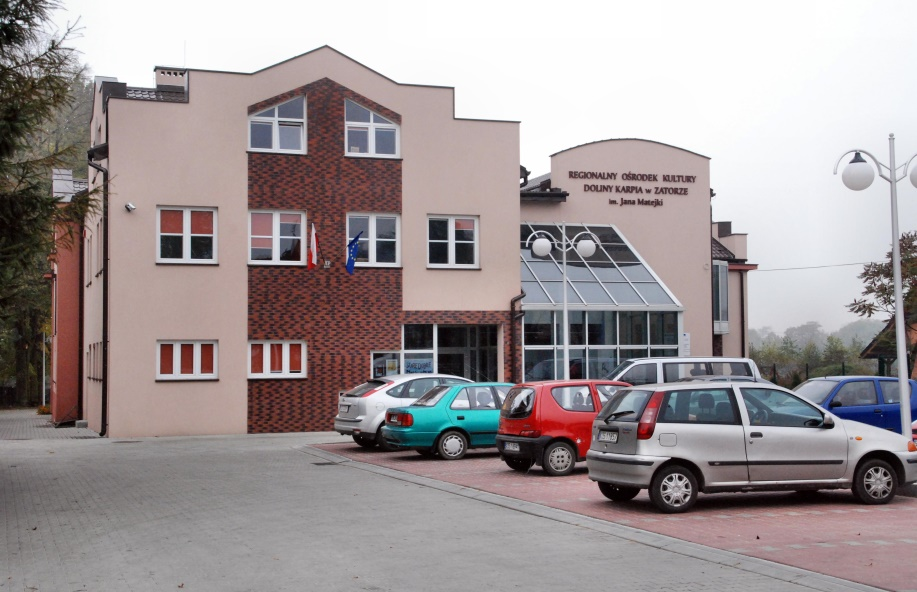 REGIONALNY OŚRODEK KULTURY
DOLINY KARPIA w ZATORZE
im. Jana Matejki